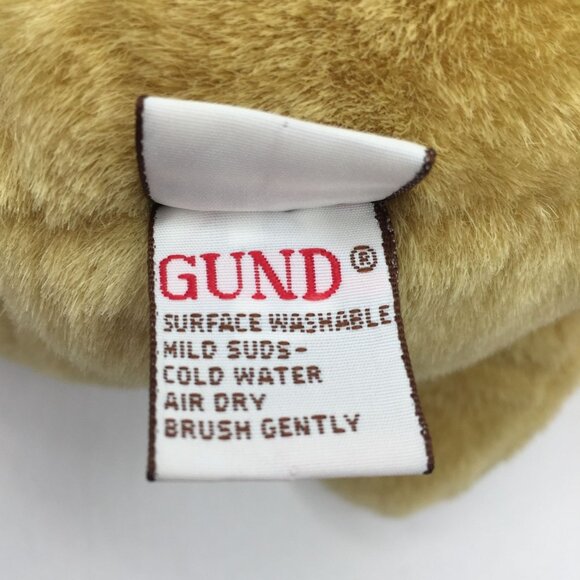 GUND®
SURFACE WASHABLE
MILD SUDS-
COLD WATER
AIR DRY
BRUSH GENTLY